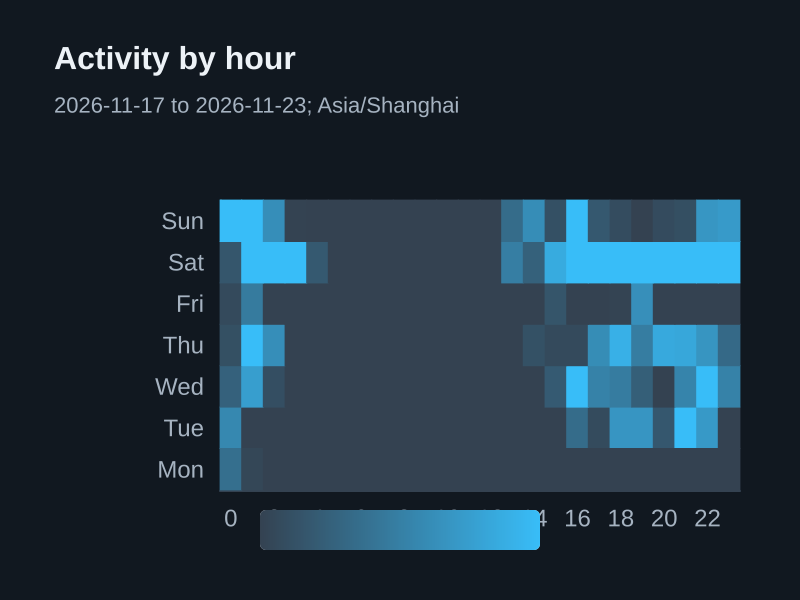 Activity by hour
2026-11-17 to 2026-11-23; Asia/Shanghai
Sun
Sat
Fri
Thu
Wed
Tue
Mon
0 16 18 20 22